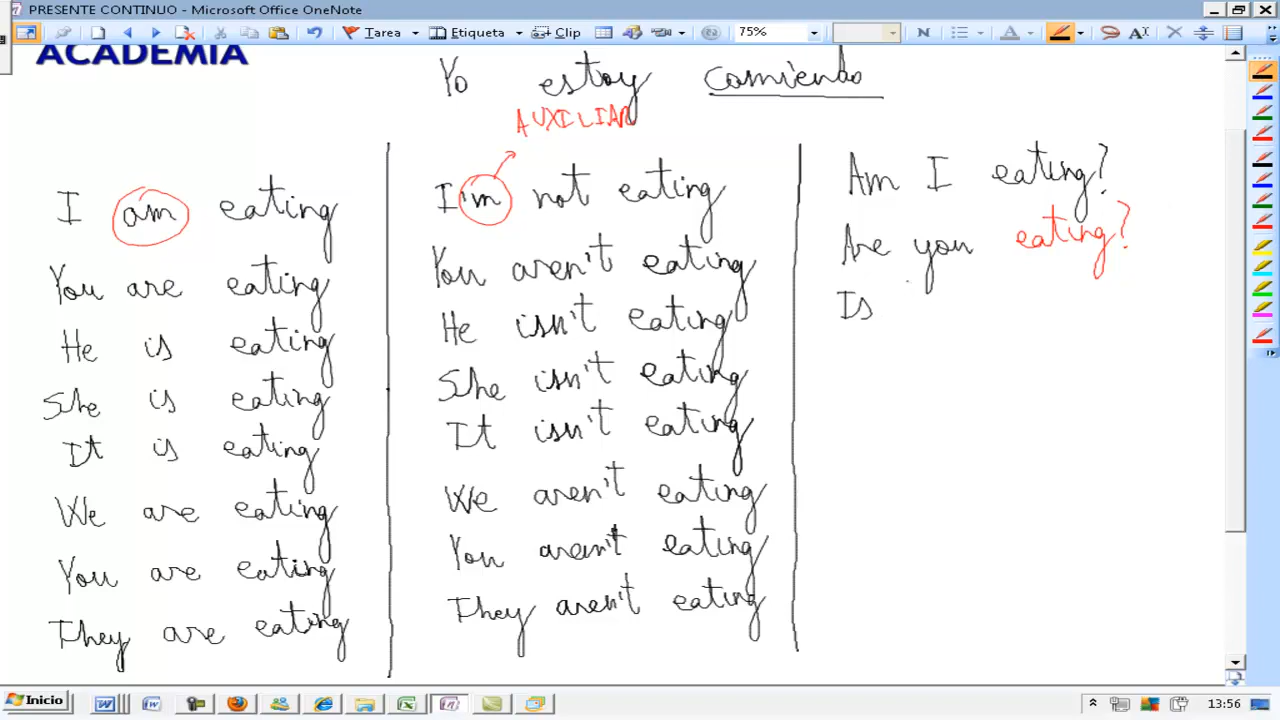 PRESENTE CONTINUO - Microsoft Office OneNote
Tarea
Etiqueta
75%
N
A
ACADEMIA
Yo estoy comiendo
AUXILIAR
I am eating
You are eating
He is eating
She is eating
It is eating
We are eating
You are eating
They are eating
I'm not eating
You aren't eating
He isn't eating
She isn't eating
It isn't eating
We aren't eating
You aren't eating
They aren't eating
Am I eating?
Are you eating?
Is
Inicio
13:56